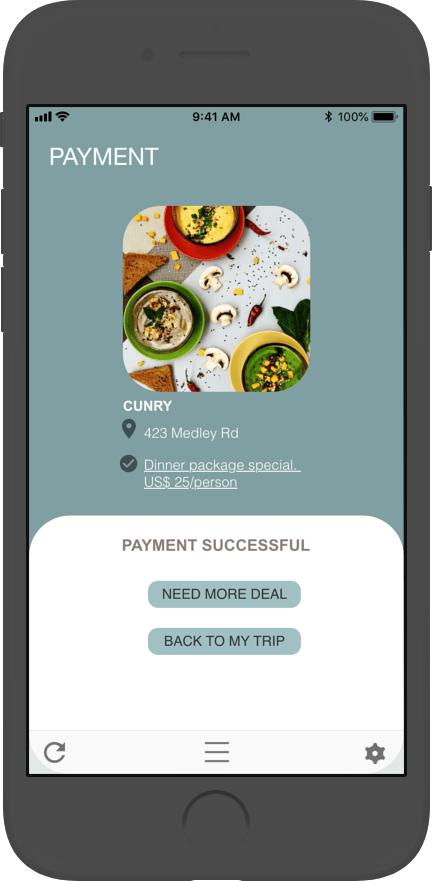 9:41 AM
100%
PAYMENT
CUNRY
423 Medley Rd
Dinner package special.
US$ 25/person
PAYMENT SUCCESSFUL
NEED MORE DEAL
BACK TO MY TRIP